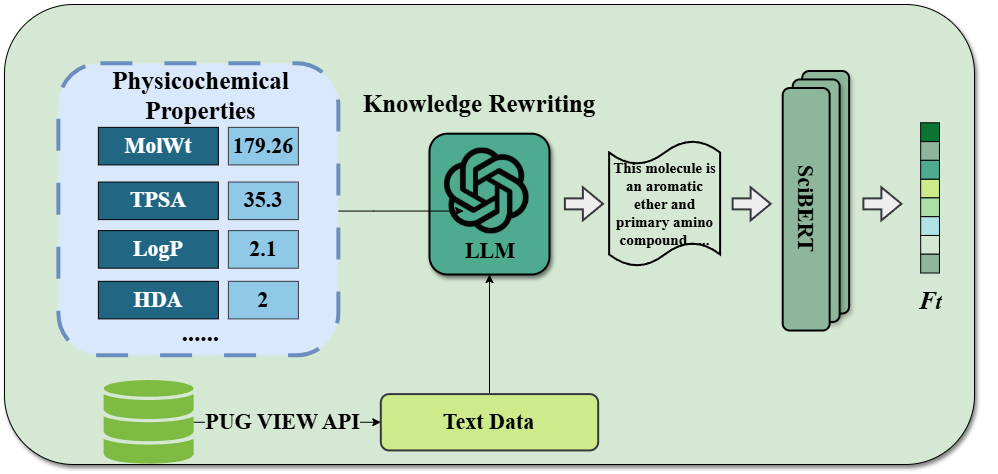 Physicochemical
Properties
MolWt 179.26
TPSA 35.3
LogP 2.1
HDA 2
......
Knowledge Rewriting
LLM
This molecule is
an aromatic
ether and
primary amino
compound.....
SciBERT
Ft
PUG VIEW API
Text Data